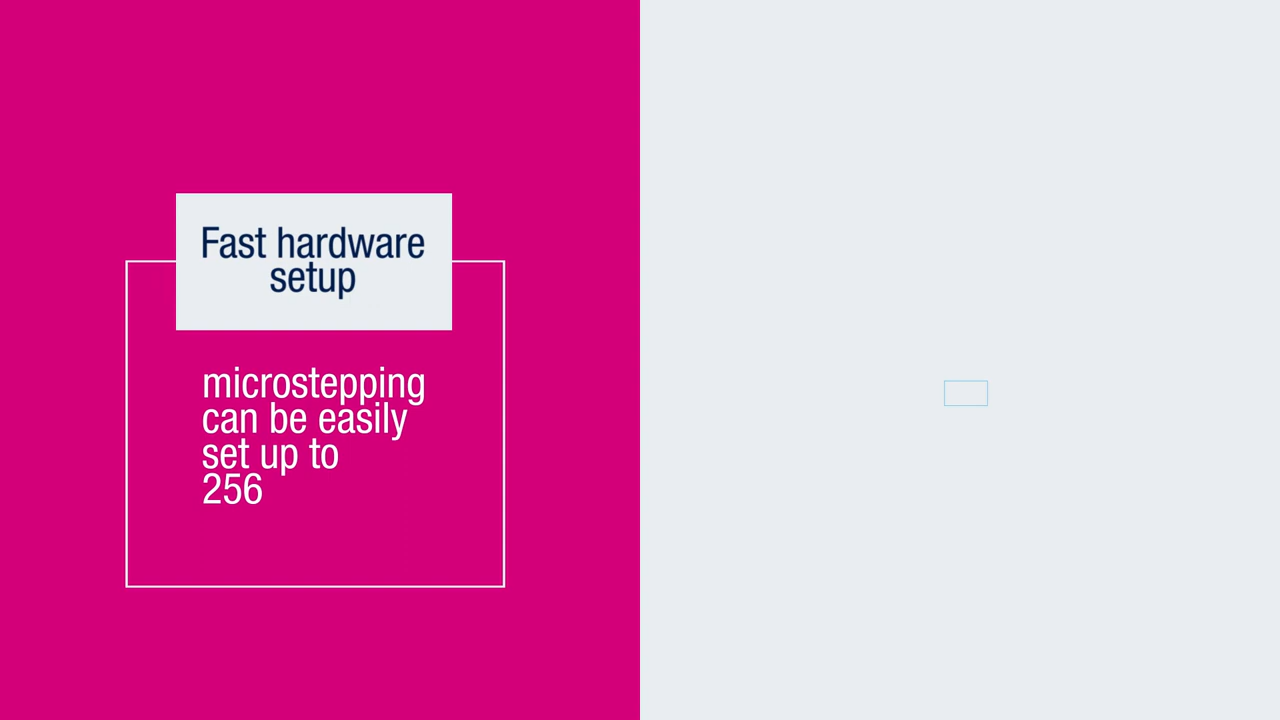 Fast hardware
setup
microstepping
can be easily
set up to
256